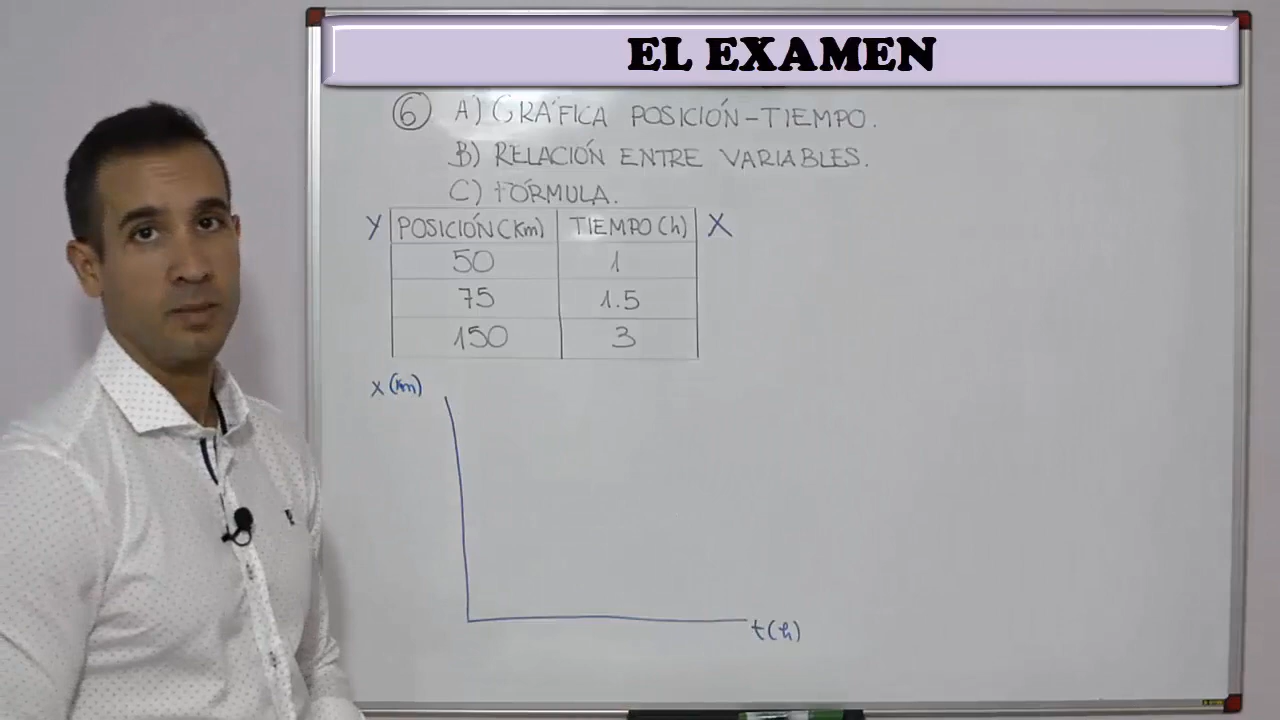 EL EXAMEN
6 A) GRÁFICA POSICIÓN-TIEMPO.
B) RELACIÓN ENTRE VARIABLES.
C) FÓRMULA.
Y POSICIÓN (Km) TIEMPO (h) X
50 1
75 1.5
150 3
x (Km)
t (h)